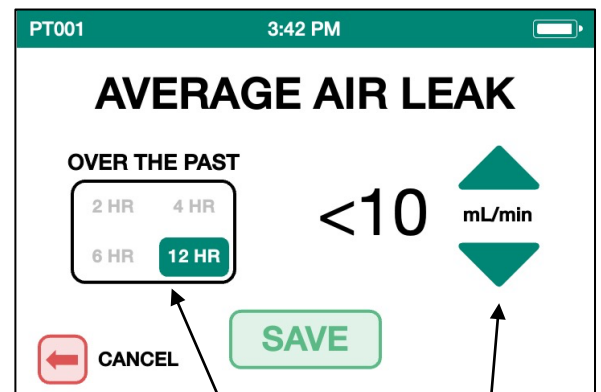 PT001 3:42 PM
AVERAGE AIR LEAK
OVER THE PAST
2 HR 4 HR
6 HR 12 HR
<10 mL/min
SAVE
CANCEL